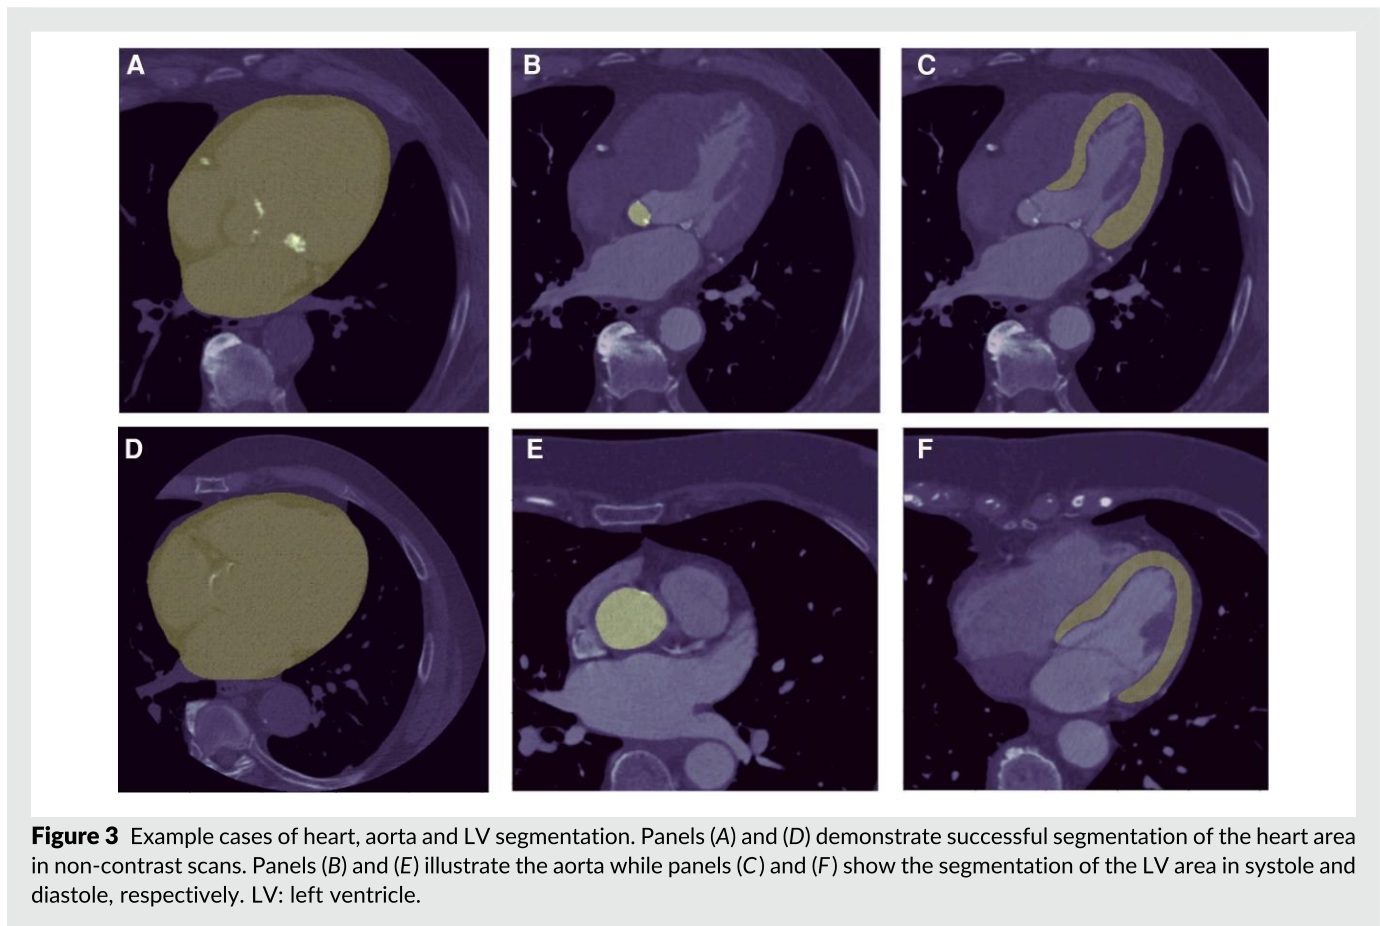 A
B
C
D
E
F
Figure 3 Example cases of heart, aorta and LV segmentation. Panels (A) and (D) demonstrate successful segmentation of the heart area
in non-contrast scans. Panels (B) and (E) illustrate the aorta while panels (C) and (F) show the segmentation of the LV area in systole and
diastole, respectively. LV: left ventricle.